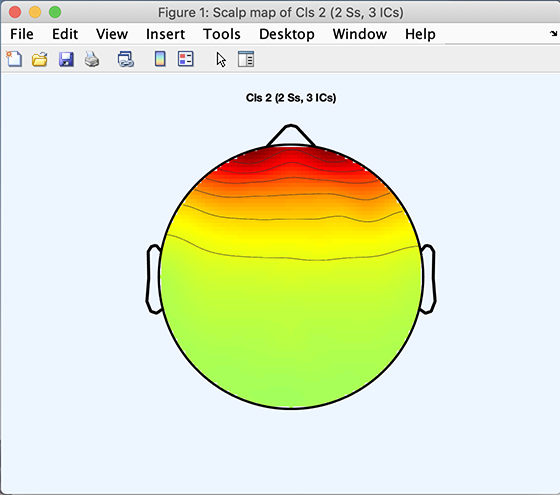 Figure 1: Scalp map of Cls 2 (2 Ss, 3 ICs)
File Edit View Insert Tools Desktop Window Help
Cls 2 (2 Ss, 3 ICs)